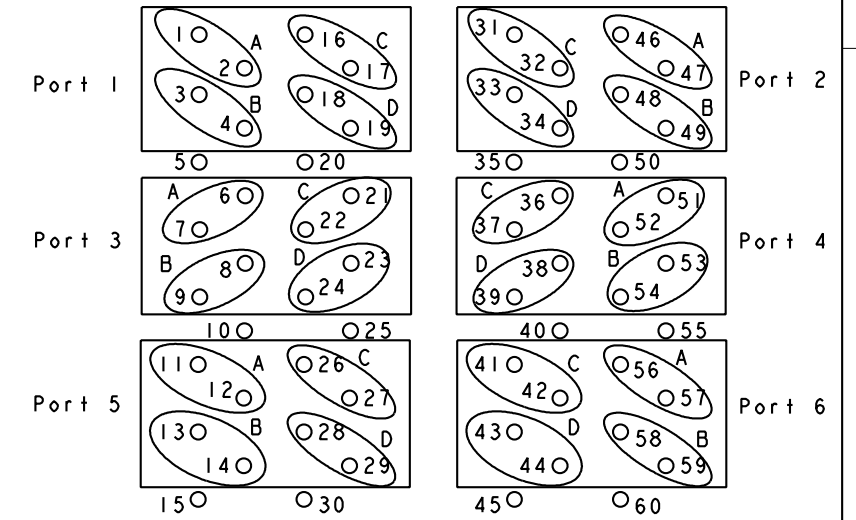 1 A 16 C 31 C 46 A
2 17 32 47
Port 1 3 B 18 D 33 D 48 B Port 2
4 19 34 49
5 20 35 50
A 6 C 21 C 36 A 51
7 22 37 52
Port 3 Port 4
B 8 D 23 D 38 B 53
9 24 39 54
10 25 40 55
11 A 26 C 41 C 56 A
12 27 42 57
Port 5 Port 6
13 B 28 D 43 D 58 B
14 29 44 59
15 30 45 60